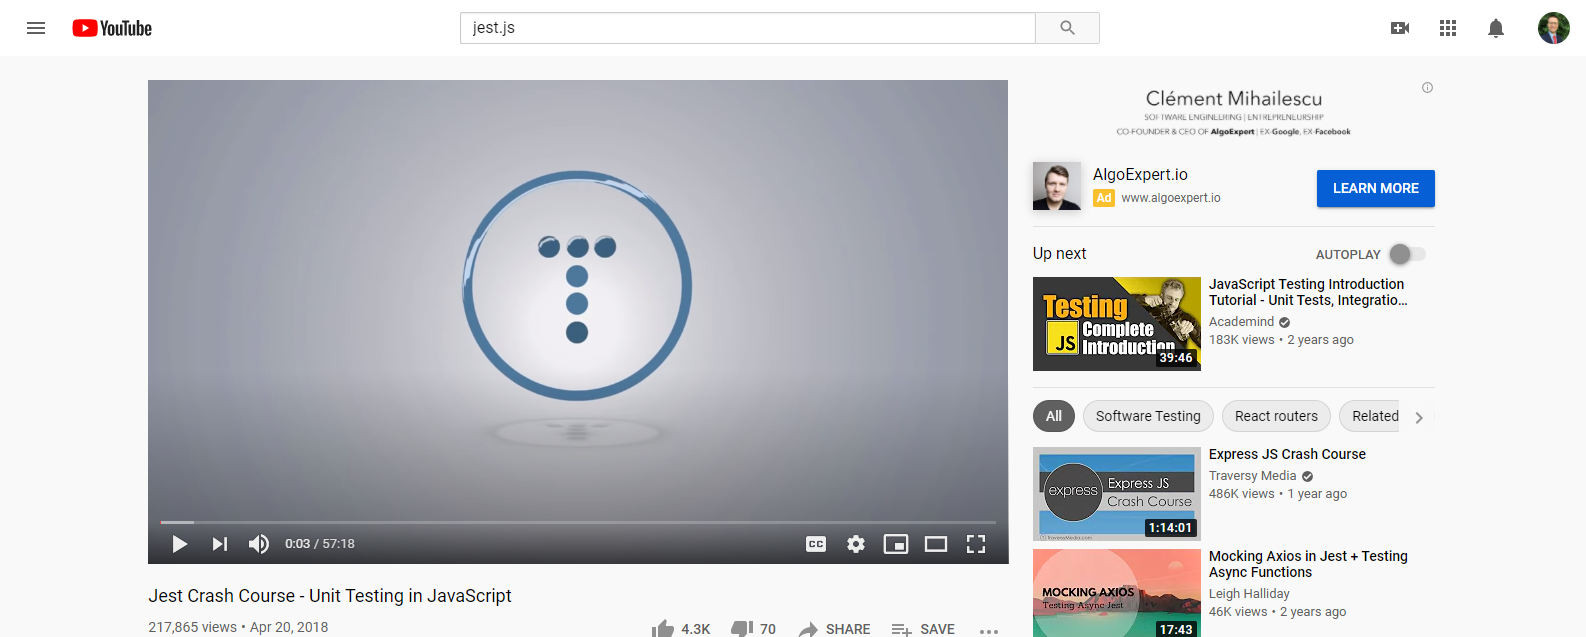 YouTube
jest.js
Clément Mihailescu
SOFTWARE ENGINEERING | ENTREPRENEURSHIP
CO-FOUNDER & CEO OF AlgoExpert | EX-Google, EX-Facebook
AlgoExpert.io
Ad www.algoexpert.io
LEARN MORE
Up next
AUTOPLAY
Testing
JS
Complete
Introduction
39:46
JavaScript Testing Introduction
Tutorial - Unit Tests, Integratio...
Academind
183K views • 2 years ago
All
Software Testing
React routers
Related
express
Express JS
Crash Course
1:14:01
Express JS Crash Course
Traversy Media
486K views • 1 year ago
MOCKING AXIOS
Testing Async Jest
17:43
Mocking Axios in Jest + Testing
Async Functions
Leigh Halliday
46K views • 2 years ago
T
0:03 / 57:18
CC
Jest Crash Course - Unit Testing in JavaScript
217,865 views • Apr 20, 2018
4.3K
70
SHARE
SAVE